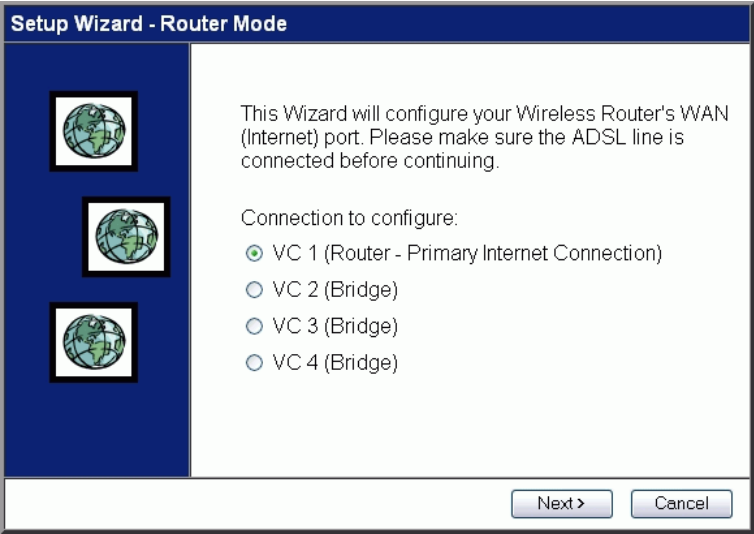 Setup Wizard - Router Mode
This Wizard will configure your Wireless Router's WAN
(Internet) port. Please make sure the ADSL line is
connected before continuing.
Connection to configure:
VC 1 (Router - Primary Internet Connection)
VC 2 (Bridge)
VC 3 (Bridge)
VC 4 (Bridge)
Next >
Cancel